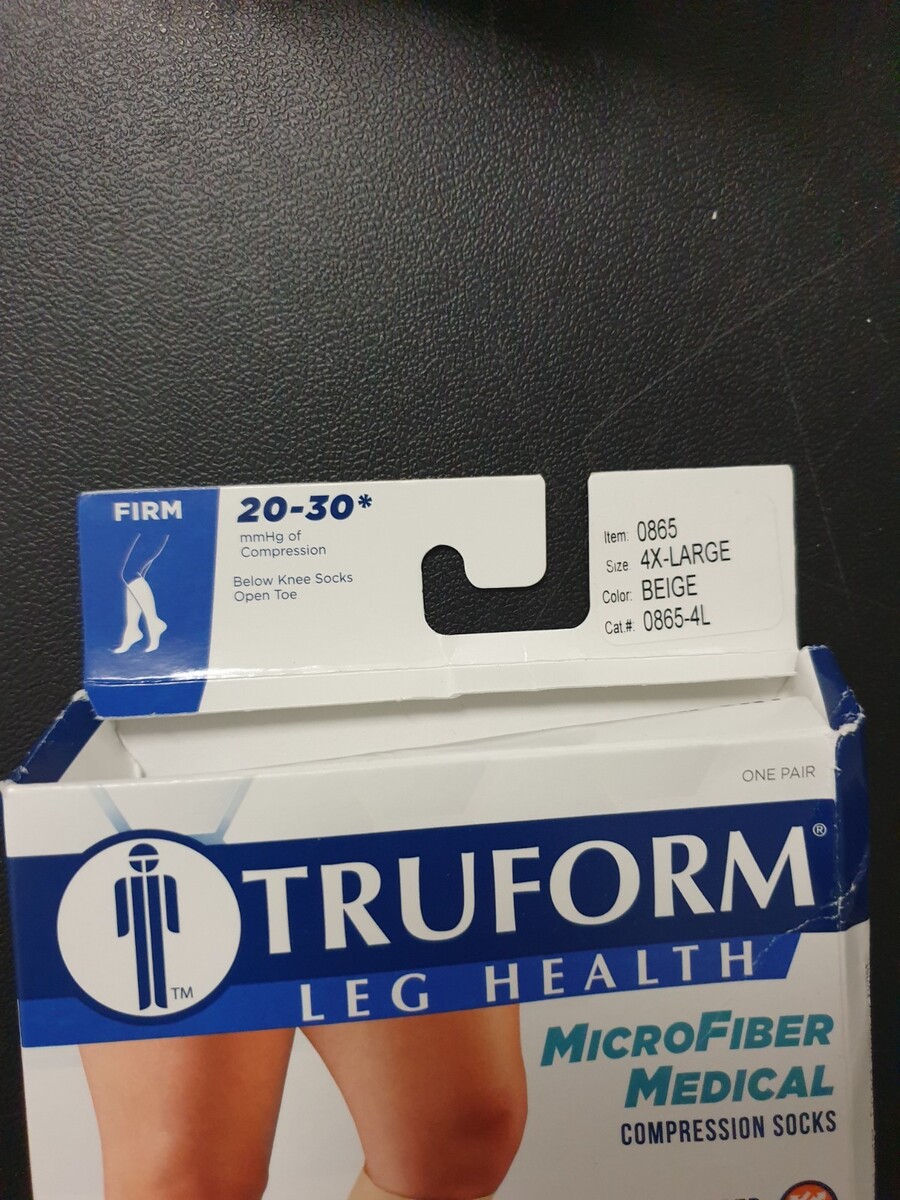 FIRM
20-30*
mmHg of
Compression
Below Knee Socks
Open Toe
Item: 0865
Size 4X-LARGE
Color: BEIGE
Cat.#: 0865-4L
ONE PAIR
TRUFORM®
LEG HEALTH
TM
MICROFIBER
MEDICAL
COMPRESSION SOCKS